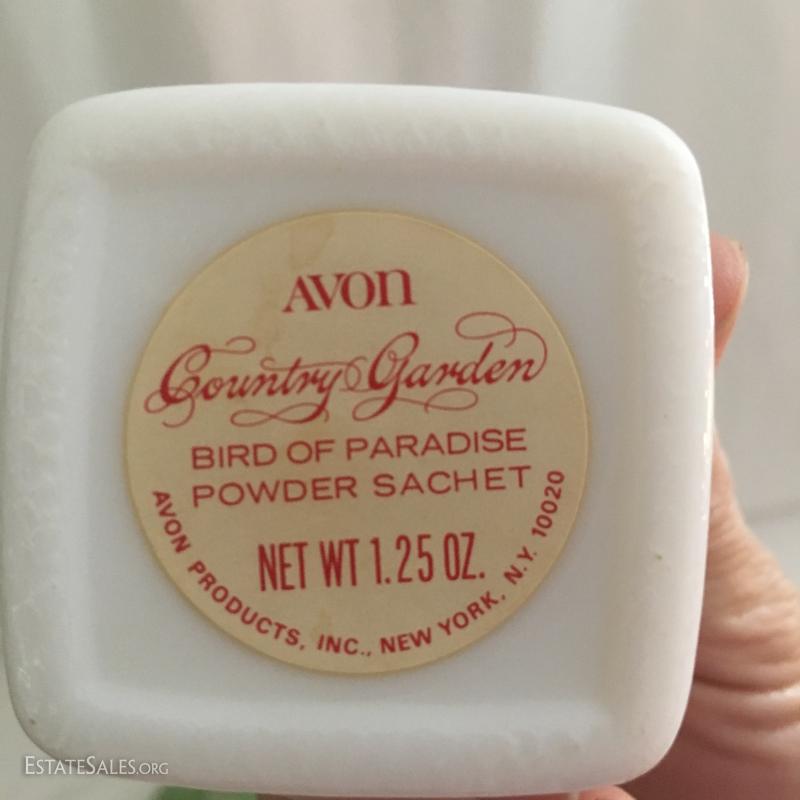 AVON
Country Garden
BIRD OF PARADISE
POWDER SACHET
NET WT 1.25 OZ.
AVON PRODUCTS, INC., NEW YORK, N.Y. 10020
ESTATESALES.ORG